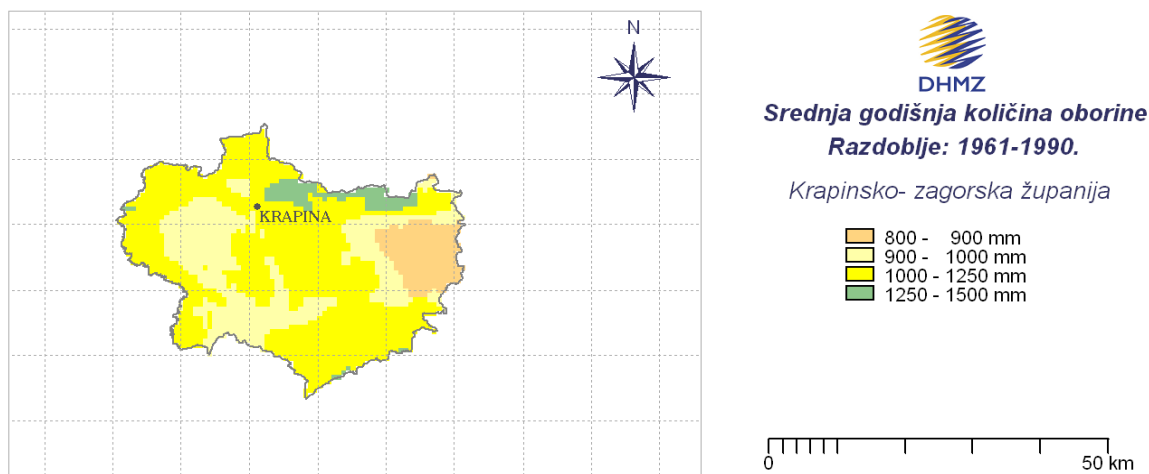 N
KRAPINA
DHMZ
Srednja godišnja količina oborine
Razdoblje: 1961-1990.
Krapinsko- zagorska županija
800 - 900 mm
900 - 1000 mm
1000 - 1250 mm
1250 - 1500 mm
0 50 km